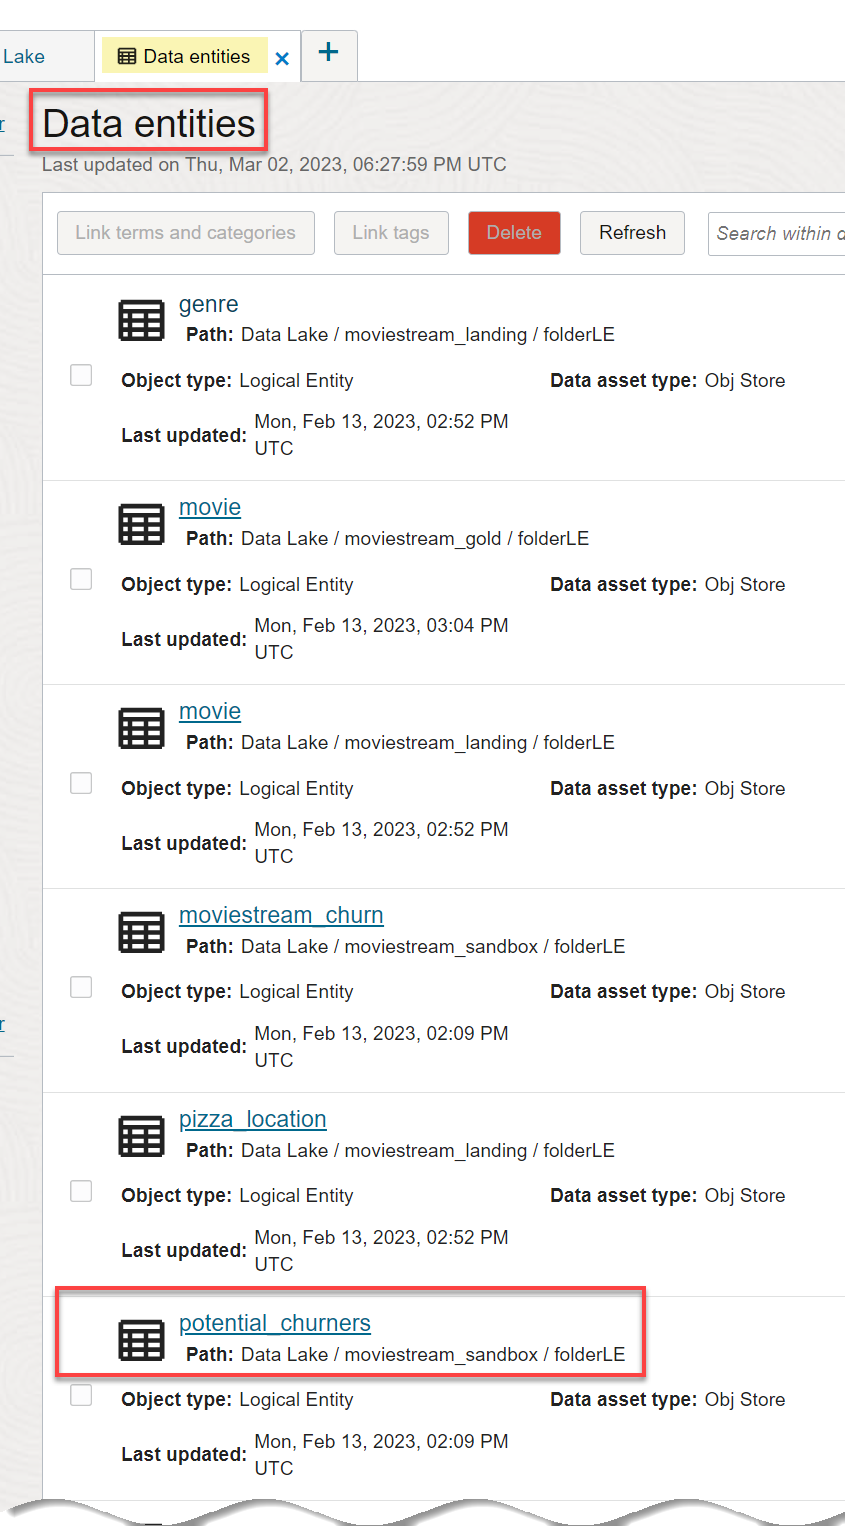 Lake
Data entities
×
+
r
Data entities
Last updated on Thu, Mar 02, 2023, 06:27:59 PM UTC
Link terms and categories
Link tags
Delete
Refresh
Search within
genre
Path: Data Lake / moviestream_landing / folderLE
Object type: Logical Entity
Data asset type: Obj Store
Last updated: Mon, Feb 13, 2023, 02:52 PM
UTC
movie
Path: Data Lake / moviestream_gold / folderLE
Object type: Logical Entity
Data asset type: Obj Store
Last updated: Mon, Feb 13, 2023, 03:04 PM
UTC
movie
Path: Data Lake / moviestream_landing / folderLE
Object type: Logical Entity
Data asset type: Obj Store
Last updated: Mon, Feb 13, 2023, 02:52 PM
UTC
moviestream_churn
Path: Data Lake / moviestream_sandbox / folderLE
Object type: Logical Entity
Data asset type: Obj Store
r
Last updated: Mon, Feb 13, 2023, 02:09 PM
UTC
pizza_location
Path: Data Lake / moviestream_landing / folderLE
Object type: Logical Entity
Data asset type: Obj Store
Last updated: Mon, Feb 13, 2023, 02:52 PM
UTC
potential_churners
Path: Data Lake / moviestream_sandbox / folderLE
Object type: Logical Entity
Data asset type: Obj Store
Last updated: Mon, Feb 13, 2023, 02:09 PM
UTC